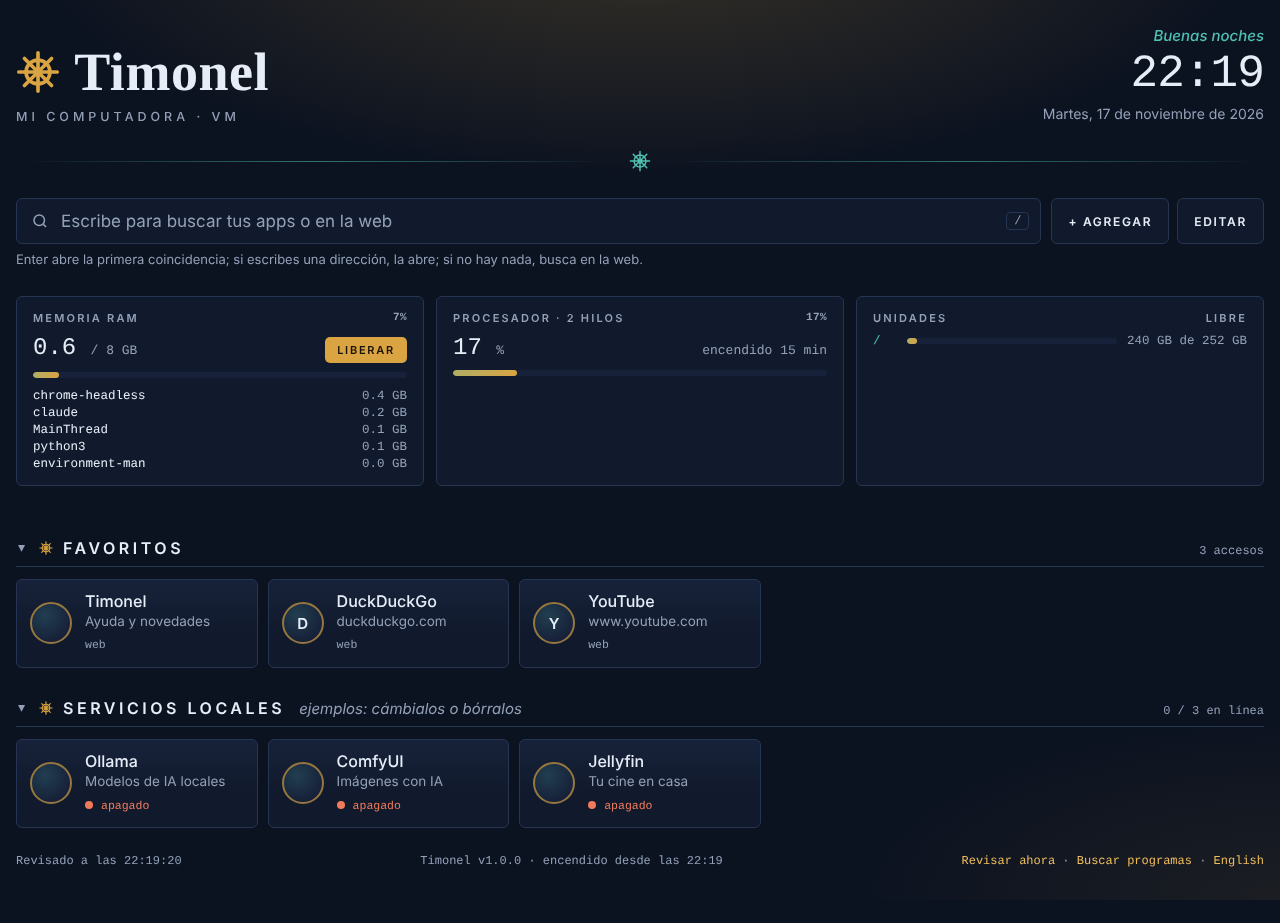 Timonel
MI COMPUTADORA · VM
Buenas noches
22:19
Martes, 17 de noviembre de 2026
Escribe para buscar tus apps o en la web
/
+ AGREGAR
EDITAR
Enter abre la primera coincidencia; si escribes una dirección, la abre; si no hay nada, busca en la web.
MEMORIA RAM 7%
0.6 / 8 GB LIBERAR
chrome-headless 0.4 GB
claude 0.2 GB
MainThread 0.1 GB
python3 0.1 GB
environment-man 0.0 GB
PROCESADOR · 2 HILOS 17%
17 % encendido 15 min
UNIDADES LIBRE
/ 240 GB de 252 GB
▼ FAVORITOS 3 accesos
Timonel
Ayuda y novedades
web
D
DuckDuckGo
duckduckgo.com
web
Y
YouTube
www.youtube.com
web
▼ SERVICIOS LOCALES ejemplos: cámbialos o bórralos 0 / 3 en línea
Ollama
Modelos de IA locales
apagado
ComfyUI
Imágenes con IA
apagado
Jellyfin
Tu cine en casa
apagado
Revisado a las 22:19:20
Timonel v1.0.0 · encendido desde las 22:19
Revisar ahora · Buscar programas · English